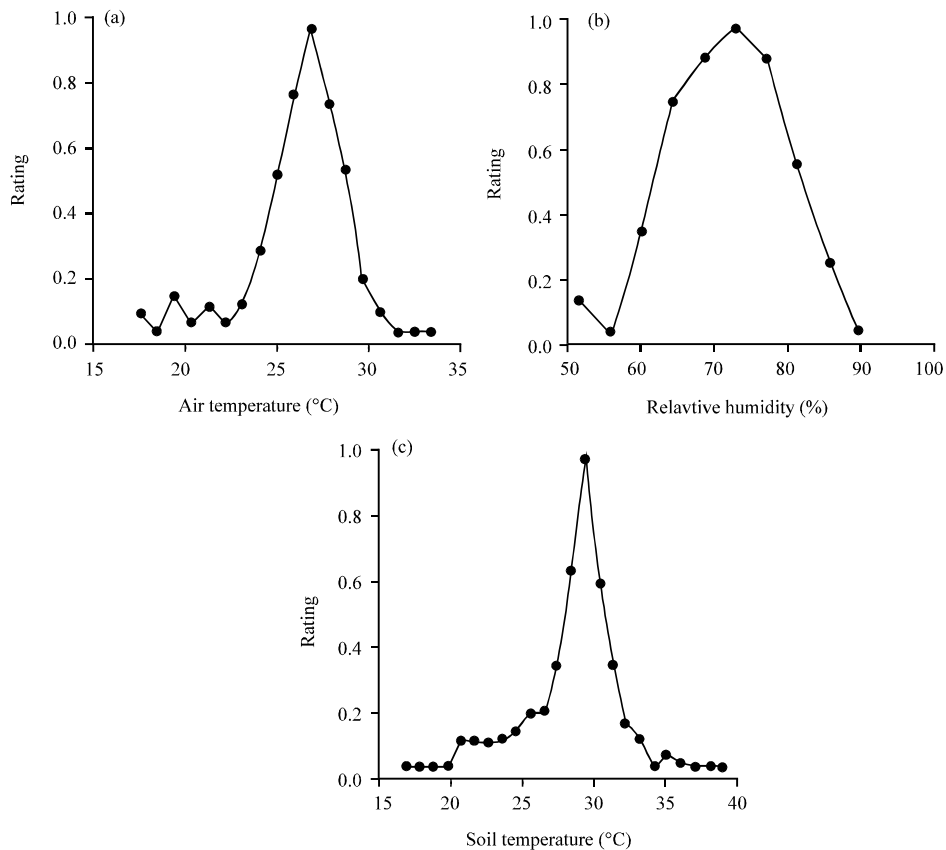 (a)
1.0
0.8
0.6
0.4
0.2
0.0
Rating
15 20 25 30 35
Air temperature (°C)
(b)
1.0
0.8
0.6
0.4
0.2
0.0
Rating
50 60 70 80 90 100
Relavtive humidity (%)
(c)
1.0
0.8
0.6
0.4
0.2
0.0
Rating
15 20 25 30 35 40
Soil temperature (°C)